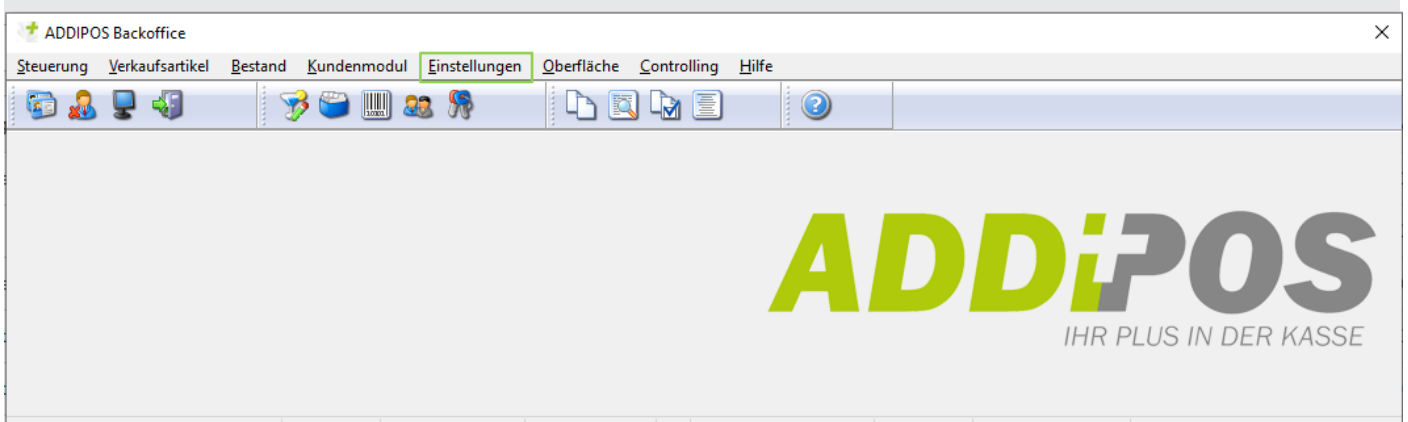 ADDIPOS Backoffice
Steuerung Verkaufsartikel Bestand Kundenmodul Einstellungen Oberfläche Controlling Hilfe
ADDiPOS
IHR PLUS IN DER KASSE